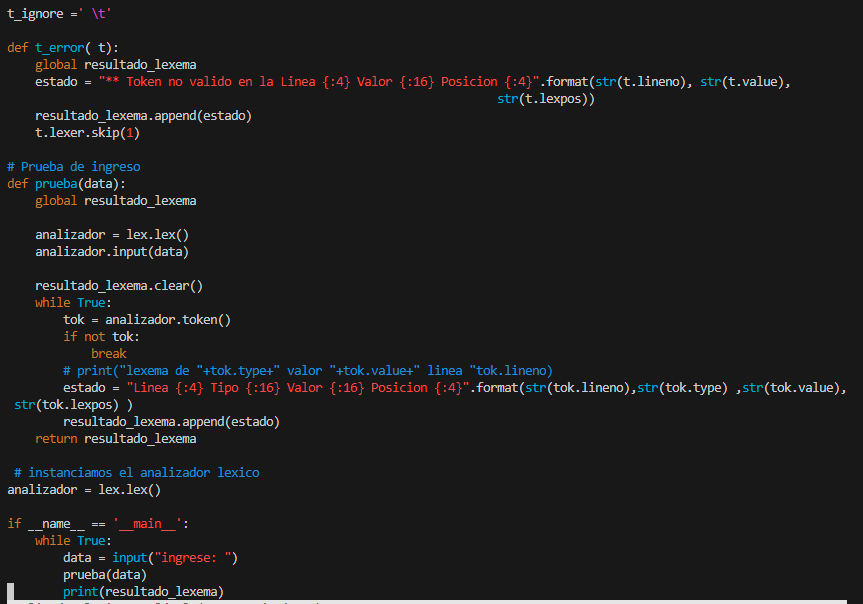 t_ignore =' \t'
def t_error( t):
    global resultado_lexema
    estado = "** Token no valido en la Linea {:4} Valor {:16} Posicion {:4}".format(str(t.lineno), str(t.value),
                                                                      str(t.lexpos))
    resultado_lexema.append(estado)
    t.lexer.skip(1)
# Prueba de ingreso
def prueba(data):
    global resultado_lexema
    analizador = lex.lex()
    analizador.input(data)
    resultado_lexema.clear()
    while True:
        tok = analizador.token()
        if not tok:
            break
        # print("lexema de "+tok.type+" valor "+tok.value+" linea "tok.lineno)
        estado = "Linea {:4} Tipo {:16} Valor {:16} Posicion {:4}".format(str(tok.lineno),str(tok.type) ,str(tok.value),
 str(tok.lexpos) )
        resultado_lexema.append(estado)
    return resultado_lexema
 # instanciamos el analizador lexico
analizador = lex.lex()
if __name__ == '__main__':
    while True:
        data = input("ingrese: ")
        prueba(data)
        print(resultado_lexema)